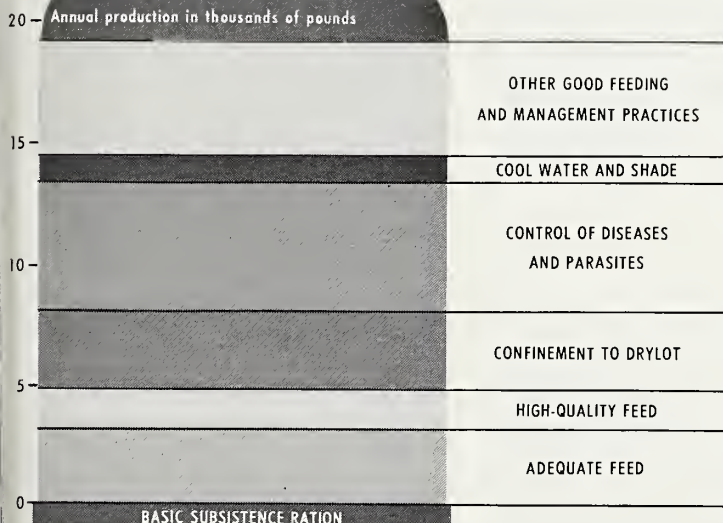 20
Annual production in thousands of pounds
OTHER GOOD FEEDING
AND MANAGEMENT PRACTICES
15
COOL WATER AND SHADE
CONTROL OF DISEASES
10
AND PARASITES
CONFINEMENT TO DRYLOT
5
HIGH-QUALITY FEED
ADEQUATE FEED
0
BASIC SUBSISTENCE RATION